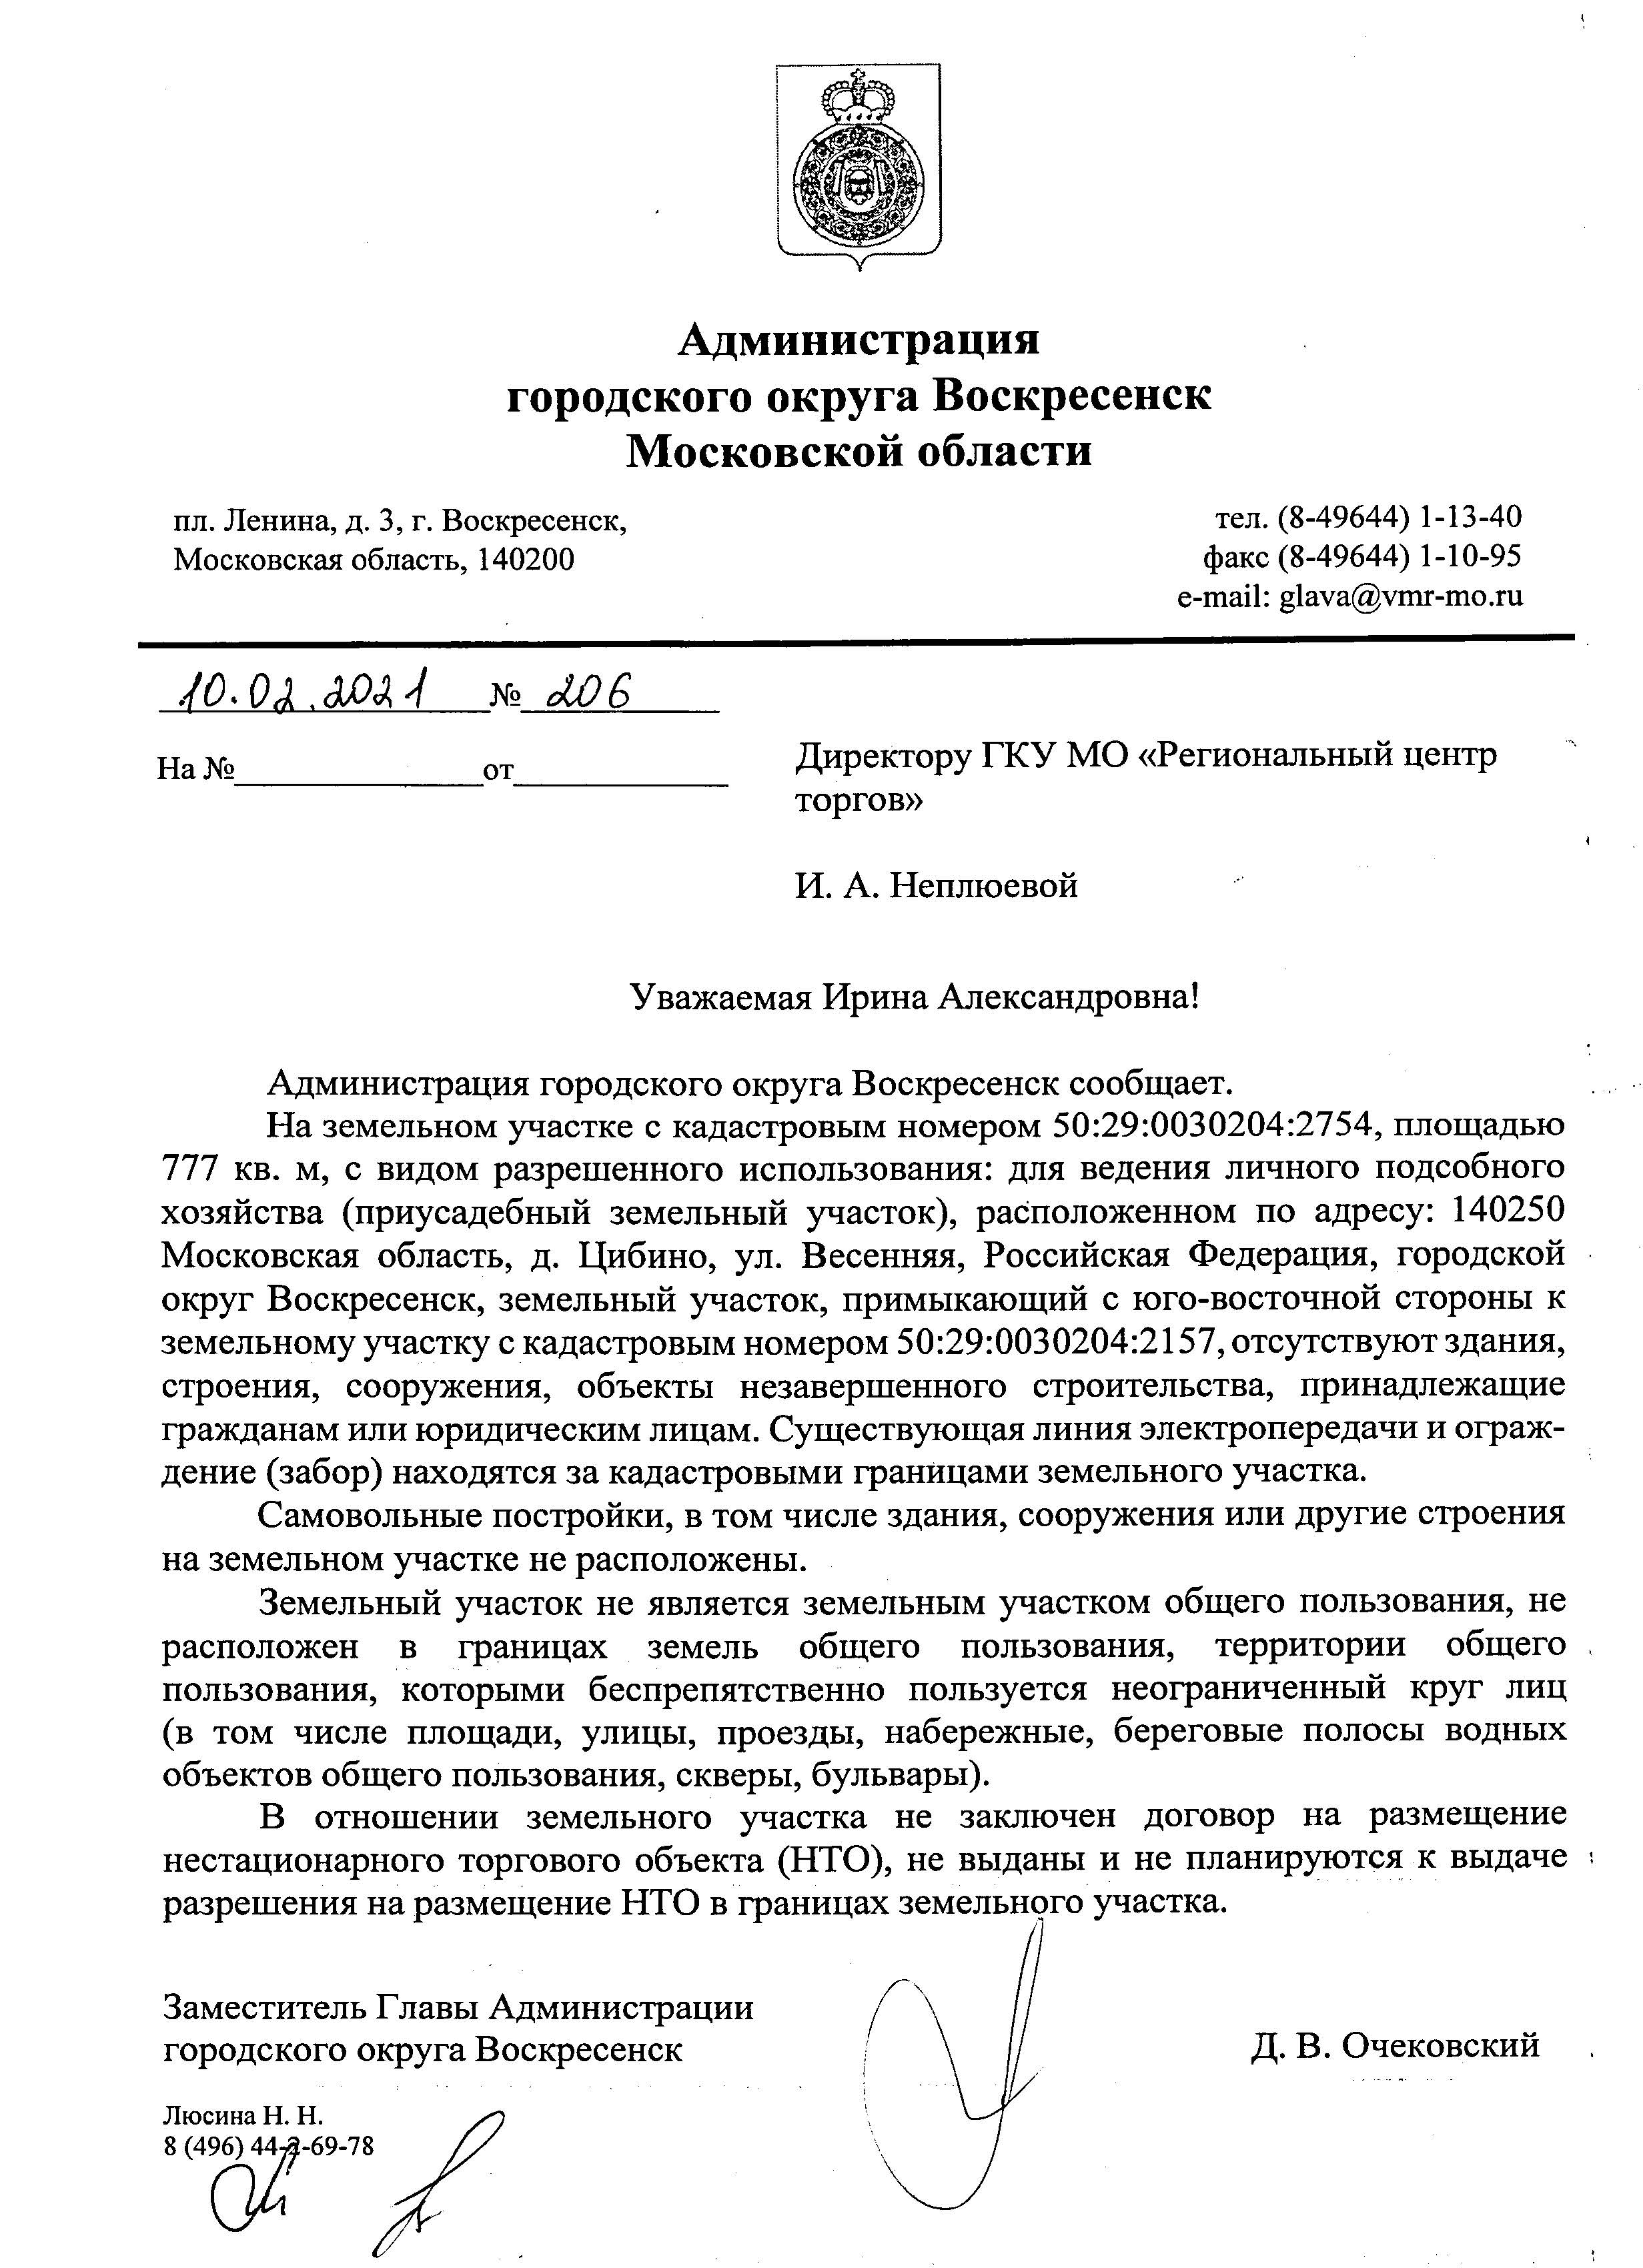 Администрация
городского округа Воскресенск
Московской области
пл. Ленина, д. 3, г. Воскресенск,
Московская область, 140200
тел. (8-49644) 1-13-40
факс (8-49644) 1-10-95
e-mail: glava@vmr-mo.ru
10.02.2021 № 206
На № от
Директору ГКУ МО «Региональный центр
торгов»
И. А. Неплюевой
Уважаемая Ирина Александровна!
Администрация городского округа Воскресенск сообщает.
На земельном участке с кадастровым номером 50:29:0030204:2754, площадью
777 кв. м, с видом разрешенного использования: для ведения личного подсобного
хозяйства (приусадебный земельный участок), расположенном по адресу: 140250
Московская область, д. Цибино, ул. Весенняя, Российская Федерация, городской
округ Воскресенск, земельный участок, примыкающий с юго-восточной стороны к
земельному участку с кадастровым номером 50:29:0030204:2157, отсутствуют здания,
строения, сооружения, объекты незавершенного строительства, принадлежащие
гражданам или юридическим лицам. Существующая линия электропередачи и ограж-
дение (забор) находятся за кадастровыми границами земельного участка.
Самовольные постройки, в том числе здания, сооружения или другие строения
на земельном участке не расположены.
Земельный участок не является земельным участком общего пользования, не
расположен в границах земель общего пользования, территории общего
пользования, которыми беспрепятственно пользуется неограниченный круг лиц
(в том числе площади, улицы, проезды, набережные, береговые полосы водных
объектов общего пользования, скверы, бульвары).
В отношении земельного участка не заключен договор на размещение
нестационарного торгового объекта (НТО), не выданы и не планируются к выдаче
разрешения на размещение НТО в границах земельного участка.
Заместитель Главы Администрации
городского округа Воскресенск
Д. В. Очековский
Люсина Н. Н.
8 (496) 44-2-69-78